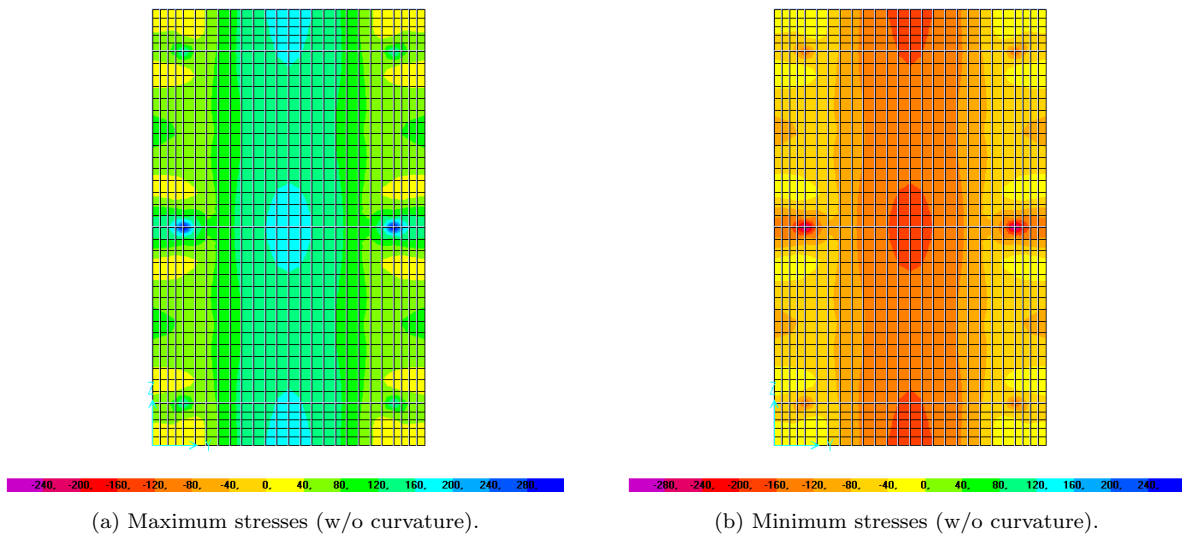 Z
Y
-240, -200, -160, -120, -80, -40, 0, 40, 80, 120, 160, 200, 240, 280,
(a) Maximum stresses (w/o curvature).
Z
Y
-280, -240, -200, -160, -120, -80, -40, 0, 40, 80, 120, 160, 200, 240,
(b) Minimum stresses (w/o curvature).